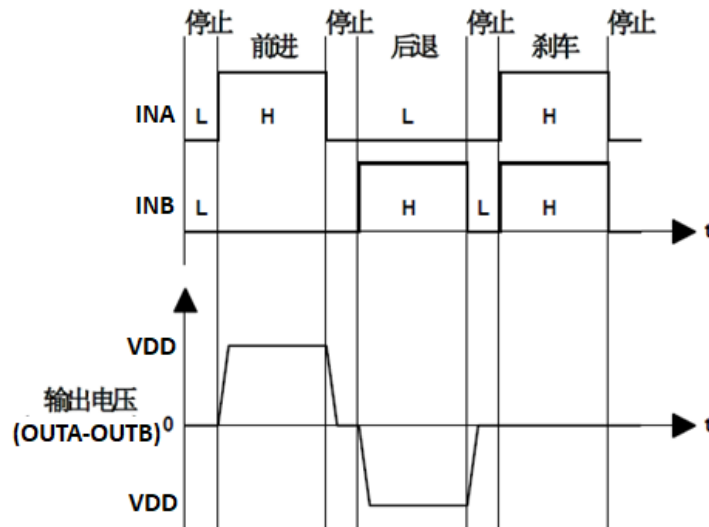 停止 停止 停止 停止
前进 后退 刹车
INA L H L H
INB L H L H
t
VDD
输出电压
(OUTA-OUTB) 0 t
VDD